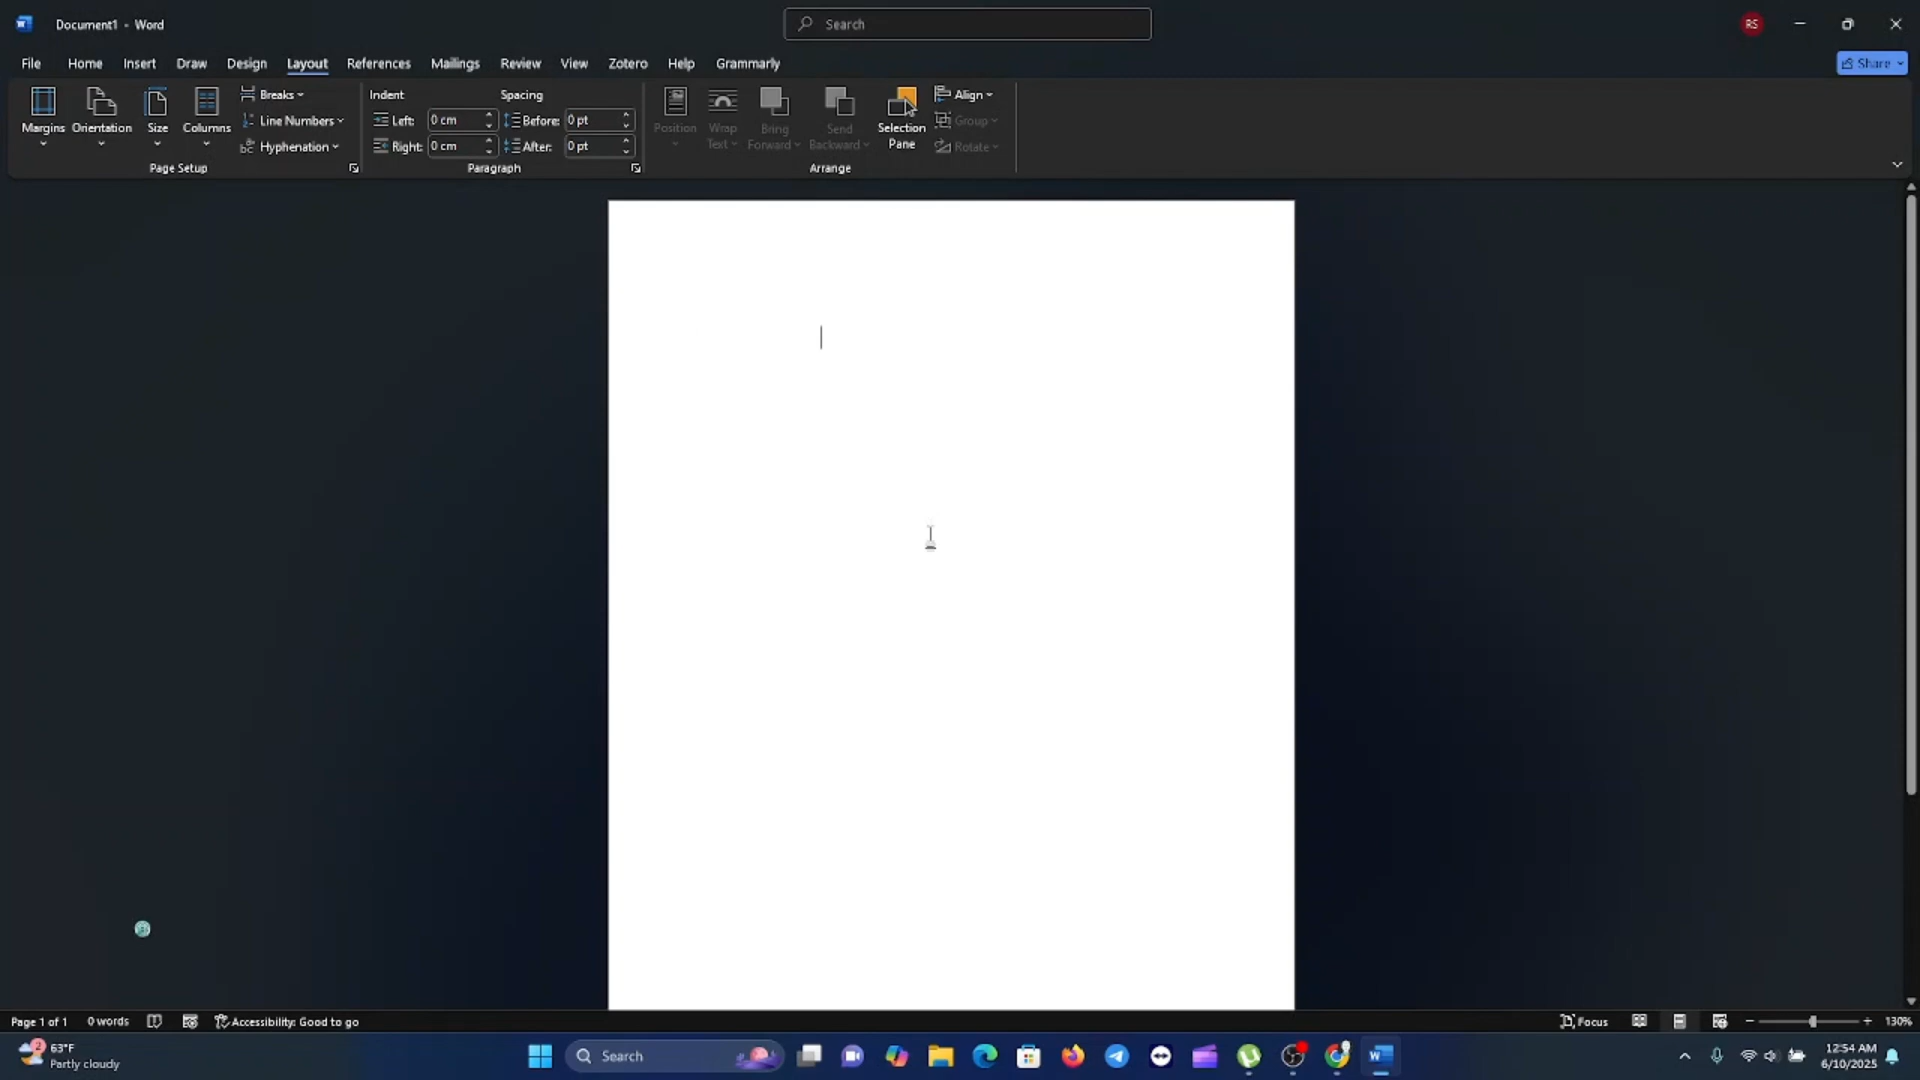 Document1 - Word
Search
RS
File Home Insert Draw Design Layout References Mailings Review View Zotero Help Grammarly
Share
Margins Orientation Size Columns
Breaks
Line Numbers
Hyphenation
Page Setup
Indent Spacing
Left: 0 cm Before: 0 pt
Right: 0 cm After: 0 pt
Paragraph
Position Wrap Text Bring Forward Send Backward Selection Pane
Align
Group
Rotate
Arrange
Page 1 of 1 0 words Accessibility: Good to go
Focus 130%
2
63°F
Partly cloudy
Search
12:54 AM
6/10/2025